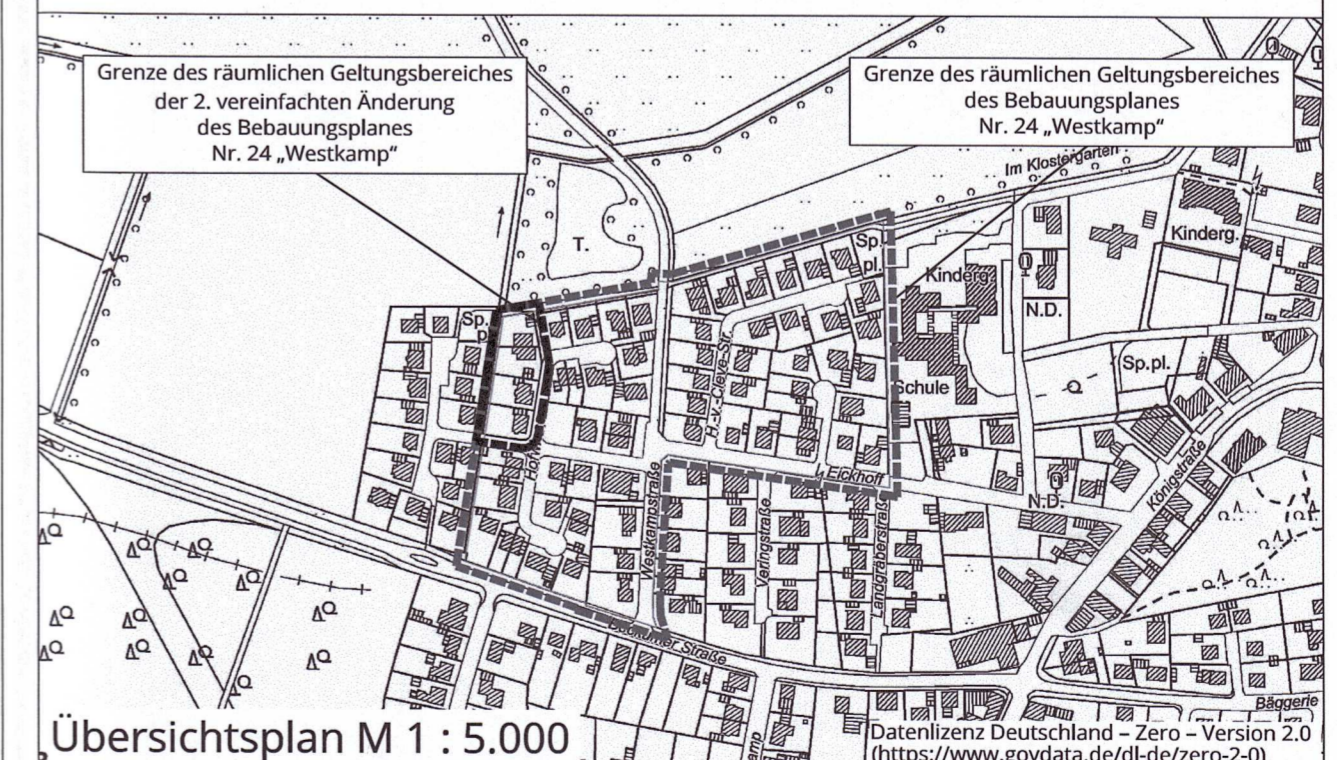 Grenze des räumlichen Geltungsbereiches
der 2. vereinfachten Änderung
des Bebauungsplanes
Nr. 24 „Westkamp“
Grenze des räumlichen Geltungsbereiches
des Bebauungsplanes
Nr. 24 „Westkamp“
Im Klostergarten
T.
Sp.
pl.
Kinderg.
Kinderg.
N.D.
Sp.
Sp.pl.
Schule
H.-v.-Cleve-Str.
Eickhoff
Königstraße
N.D.
Westkampstraße
Veringstraße
Landgräberstraße
Straße
Bäggerie
Übersichtsplan M 1 : 5.000
Datenlizenz Deutschland – Zero – Version 2.0
(https://www.govdata.de/dl-de/zero-2-0)